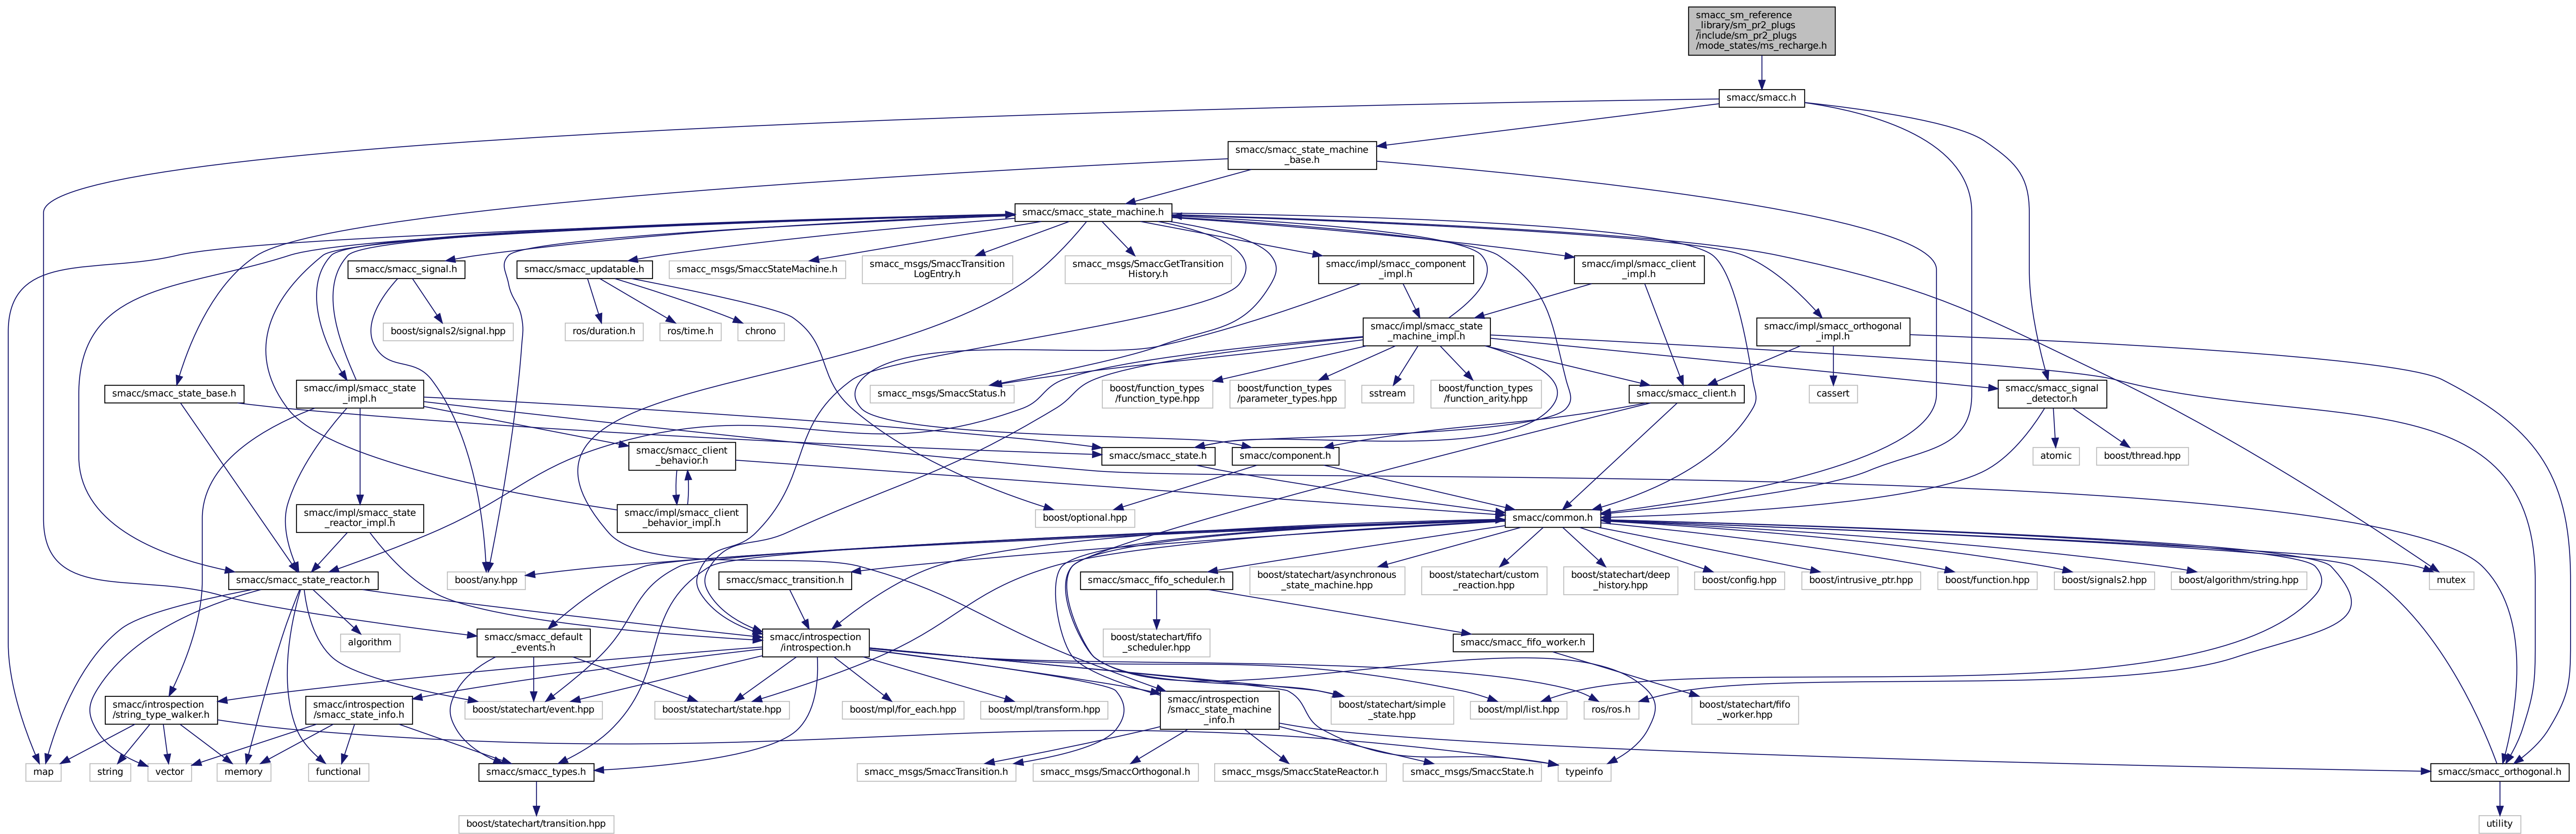 smacc_sm_reference
_library/sm_pr2_plugs
/include/sm_pr2_plugs
/mode_states/ms_recharge.h
smacc/smacc.h
smacc/smacc_state_machine
_base.h
smacc/smacc_state_machine.h
smacc/smacc_signal.h
smacc/smacc_updatable.h
smacc_msgs/SmaccStateMachine.h
smacc_msgs/SmaccTransition
LogEntry.h
smacc_msgs/SmaccGetTransition
History.h
smacc/impl/smacc_component
_impl.h
smacc/impl/smacc_client
_impl.h
boost/signals2/signal.hpp
ros/duration.h
ros/time.h
chrono
smacc/impl/smacc_state
_machine_impl.h
smacc/impl/smacc_orthogonal
_impl.h
smacc/smacc_state_base.h
smacc/impl/smacc_state
_impl.h
smacc_msgs/SmaccStatus.h
boost/function_types
/function_type.hpp
boost/function_types
/parameter_types.hpp
sstream
boost/function_types
/function_arity.hpp
smacc/smacc_client.h
cassert
smacc/smacc_signal
_detector.h
smacc/smacc_client
_behavior.h
smacc/smacc_state.h
smacc/component.h
atomic
boost/thread.hpp
smacc/impl/smacc_state
_reactor_impl.h
smacc/impl/smacc_client
_behavior_impl.h
boost/optional.hpp
smacc/common.h
smacc/smacc_state_reactor.h
boost/any.hpp
smacc/smacc_transition.h
smacc/smacc_fifo_scheduler.h
boost/statechart/asynchronous
_state_machine.hpp
boost/statechart/custom
_reaction.hpp
boost/statechart/deep
_history.hpp
boost/config.hpp
boost/intrusive_ptr.hpp
boost/function.hpp
boost/signals2.hpp
boost/algorithm/string.hpp
mutex
algorithm
smacc/smacc_default
_events.h
smacc/introspection
/introspection.h
boost/statechart/fifo
_scheduler.hpp
smacc/smacc_fifo_worker.h
smacc/introspection
/string_type_walker.h
smacc/introspection
/smacc_state_info.h
boost/statechart/event.hpp
boost/statechart/state.hpp
boost/mpl/for_each.hpp
boost/mpl/transform.hpp
smacc/introspection
/smacc_state_machine
_info.h
boost/statechart/simple
_state.hpp
boost/mpl/list.hpp
ros/ros.h
boost/statechart/fifo
_worker.hpp
map
string
vector
memory
functional
smacc/smacc_types.h
smacc_msgs/SmaccTransition.h
smacc_msgs/SmaccOrthogonal.h
smacc_msgs/SmaccStateReactor.h
smacc_msgs/SmaccState.h
typeinfo
smacc/smacc_orthogonal.h
boost/statechart/transition.hpp
utility